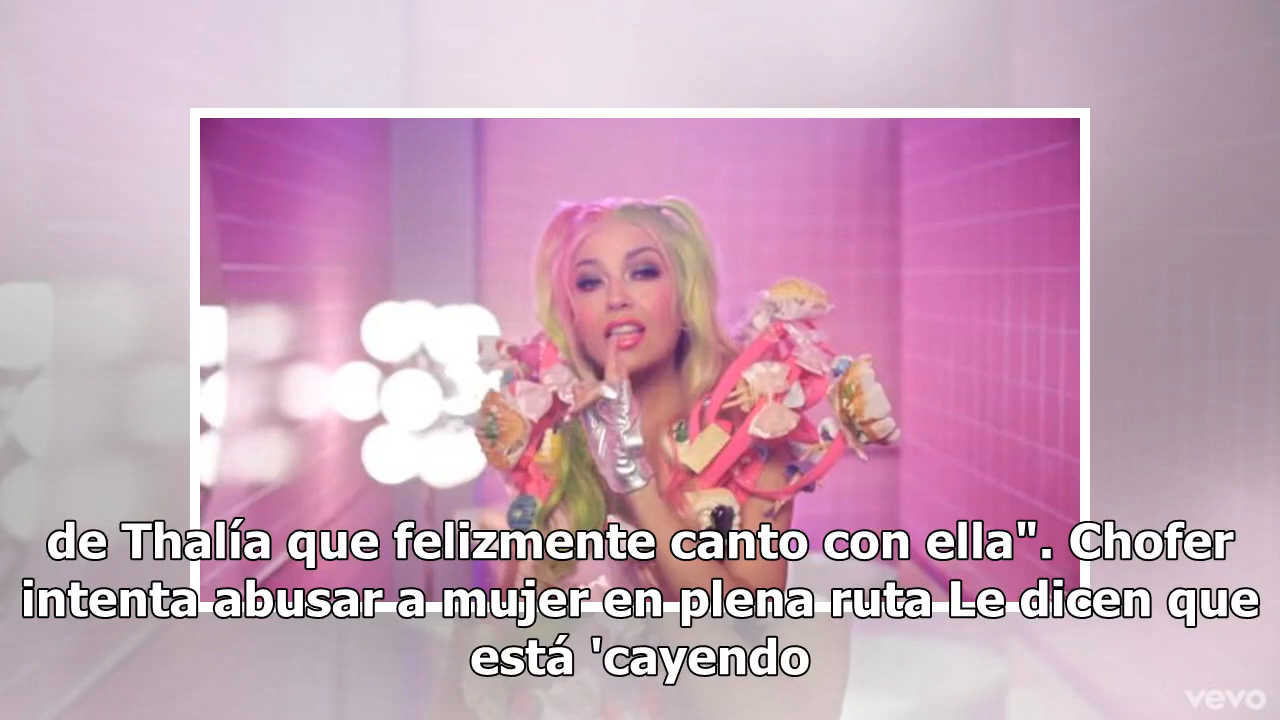 de Thalía que felizmente canto con ella". Chofer
intenta abusar a mujer en plena ruta Le dicen que
está 'cayendo
vevo